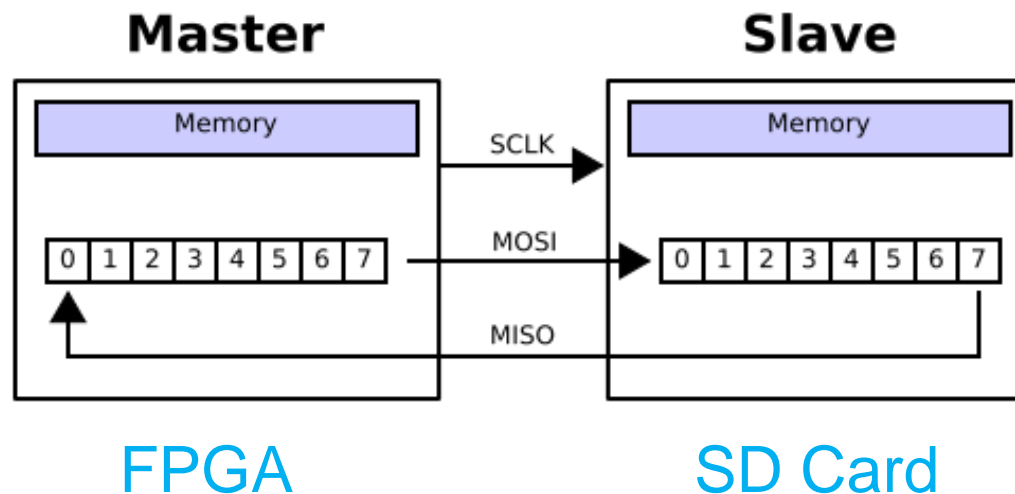 Master Slave
Memory Memory
SCLK
MOSI
0 1 2 3 4 5 6 7 0 1 2 3 4 5 6 7
MISO
FPGA SD Card